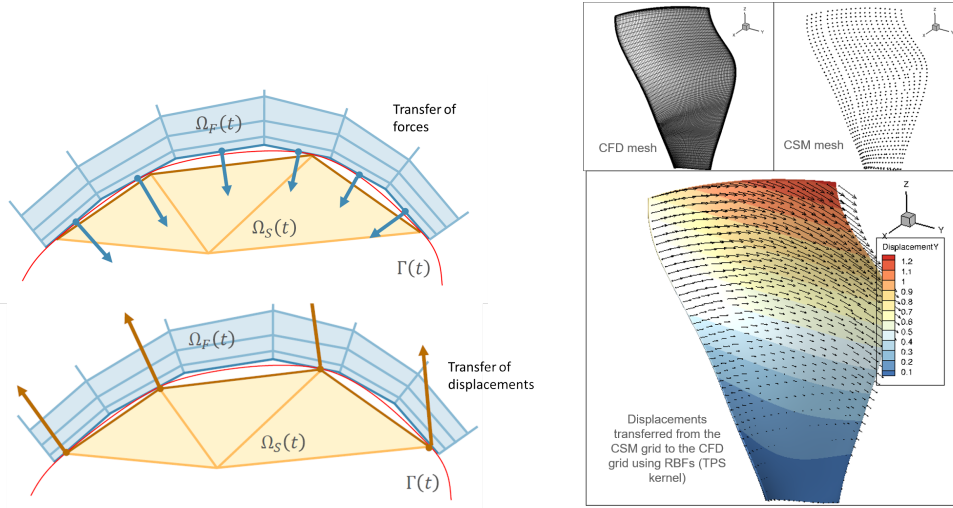 Ω_F(t)
Transfer of
forces
Ω_S(t)
Γ(t)
Ω_F(t)
Transfer of
displacements
Ω_S(t)
Γ(t)
Z
X
Y
CFD mesh
Z
X
Y
CSM mesh
Z
X
Y
DisplacementY
1.2
1.1
1
0.9
0.8
0.7
0.6
0.5
0.4
0.3
0.2
0.1
Displacements
transferred from the
CSM grid to the CFD
grid using RBFs (TPS
kernel)